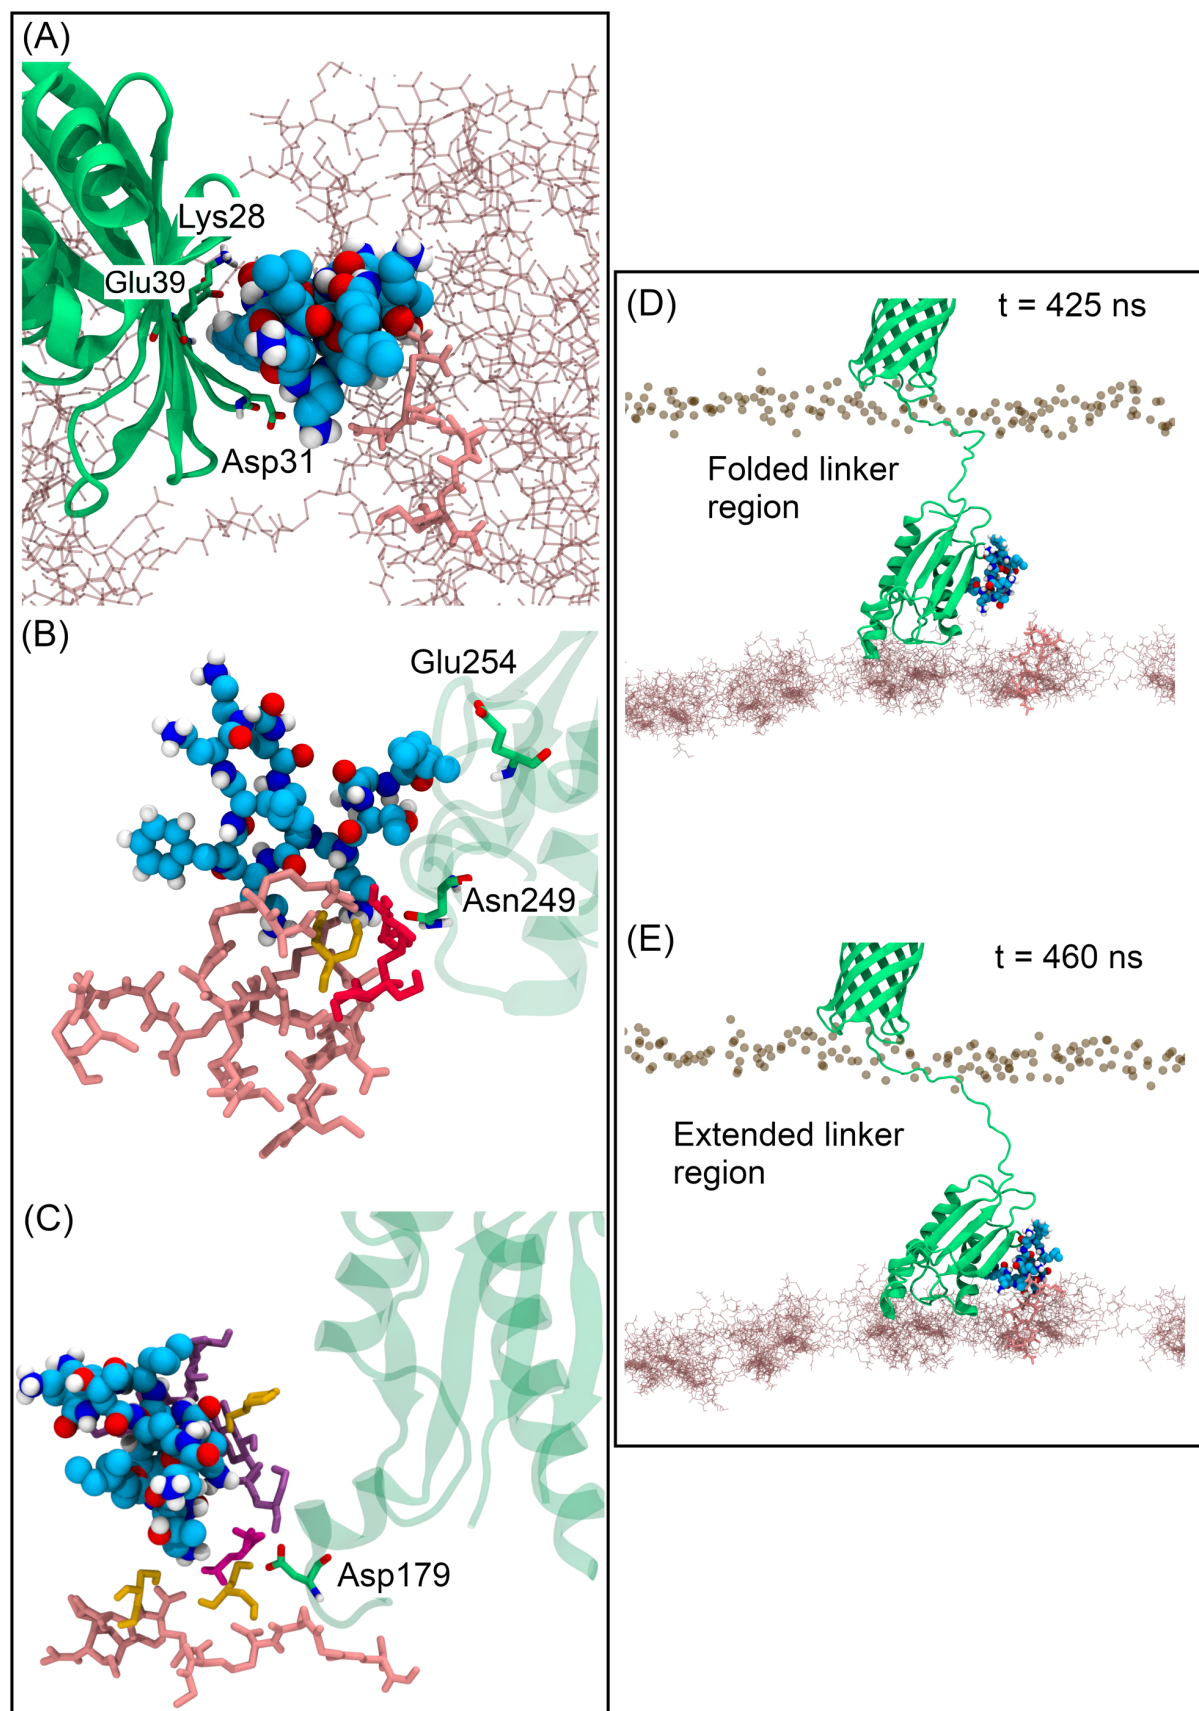 (A)
Lys28
Glu39
Asp31
(B)
Glu254
Asn249
(C)
Asp179
(D)
t = 425 ns
Folded linker
region
(E)
t = 460 ns
Extended linker
region